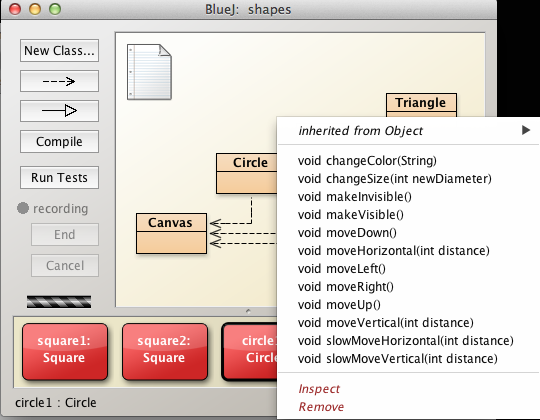 BlueJ: shapes
New Class...
Compile
Run Tests
recording
End
Cancel
Triangle
Circle
Canvas
inherited from Object
void changeColor(String)
void changeSize(int newDiameter)
void makeInvisible()
void makeVisible()
void moveDown()
void moveHorizontal(int distance)
void moveLeft()
void moveRight()
void moveUp()
void moveVertical(int distance)
void slowMoveHorizontal(int distance)
void slowMoveVertical(int distance)
Inspect
Remove
square1:
Square
square2:
Square
circle1
Circle
circle1 : Circle